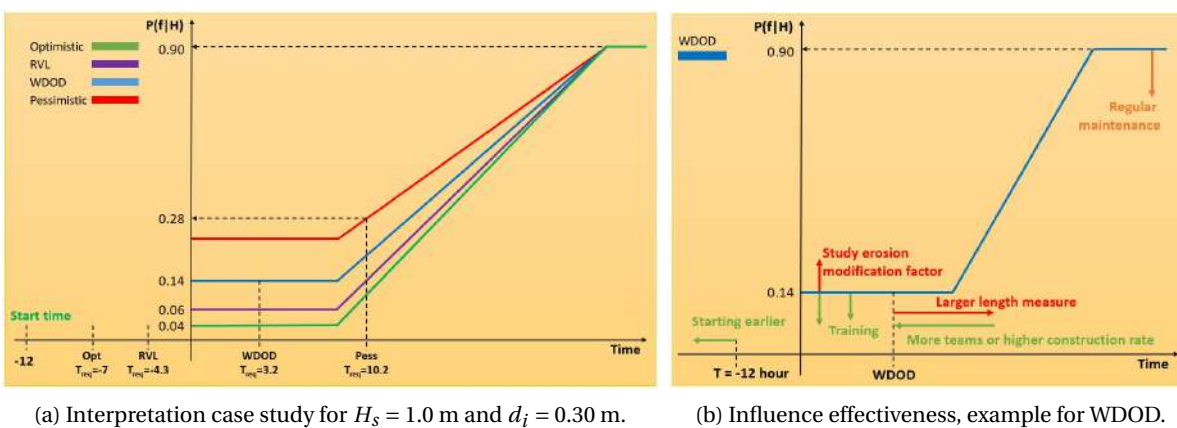 P(f|H)
Optimistic
RVL
WDOD
Pessimistic
0.90
0.28
0.14
0.06
0.04
Start time
-12
Opt
T_req=-7
RVL
T_req=-4.3
WDOD
T_req=3.2
Pess
T_req=10.2
Time
(a) Interpretation case study for H_s = 1.0 m and d_i = 0.30 m.
P(f|H)
WDOD
0.90
Regular
maintenance
Study erosion
modification factor
0.14
Larger length measure
Starting earlier
Training
More teams or higher construction rate
Time
T = -12 hour
WDOD
(b) Influence effectiveness, example for WDOD.